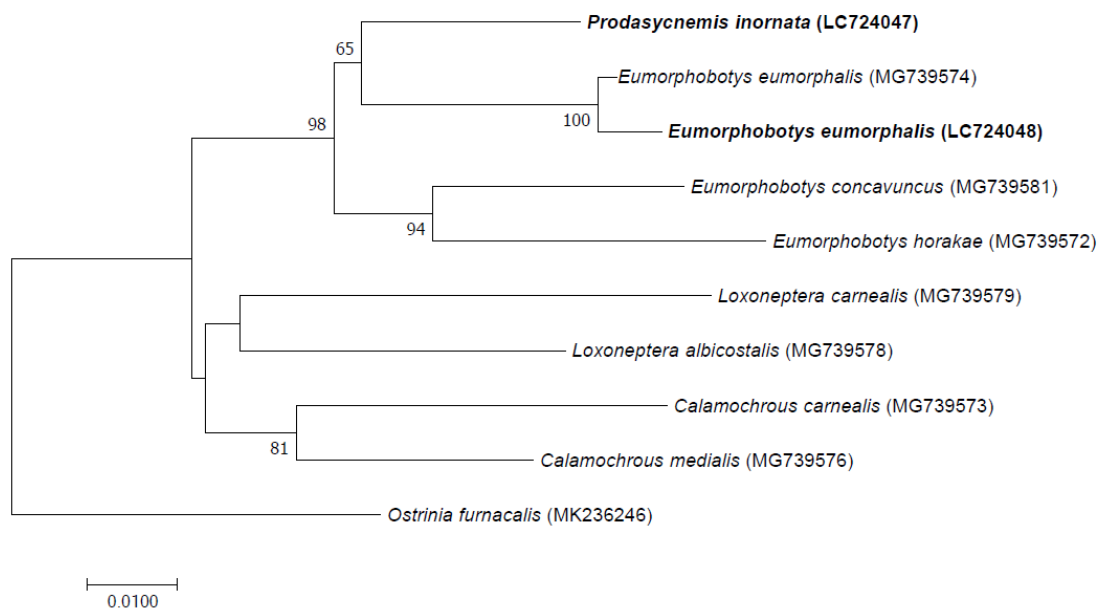 Prodasycnemis inornata (LC724047)
65
Eumorphobotys eumorphalis (MG739574)
100
98
Eumorphobotys eumorphalis (LC724048)
Eumorphobotys concavuncus (MG739581)
94
Eumorphobotys horakae (MG739572)
Loxoneptera carnealis (MG739579)
Loxoneptera albicostalis (MG739578)
Calamochrous carnealis (MG739573)
81
Calamochrous medialis (MG739576)
Ostrinia furnacalis (MK236246)
0.0100